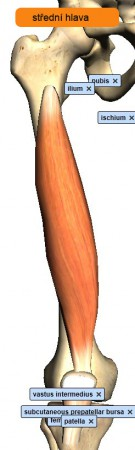 střední hlava
pubis ×
ilium ×
ischium ×
vastus intermedius ×
subcutaneous prepatellar bursa ×
patella ×